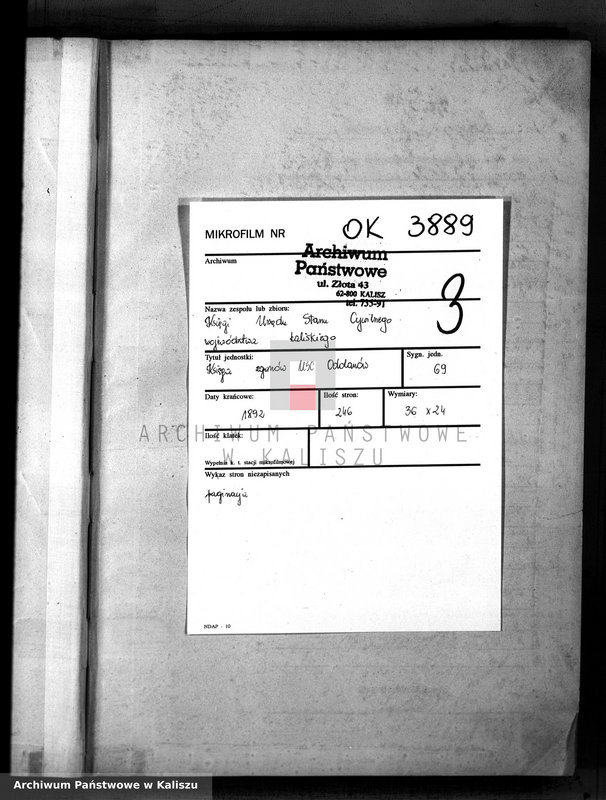 MIKROFILM NR OK 3889
Archiwum
Archiwum
Państwowe
ul. Złota 43
62-800 KALISZ
tel. 735-91
3
Nazwa zespołu lub zbioru:
Księgi Urzędu Stanu Cywilnego
województwa kaliskiego
Tytuł jednostki:
Księga zgonów USC Odolanów
Sygn. jedn.
69
Daty krańcowe:
1892
Ilość stron:
246
Wymiary:
36 x 24
ARCHIWUM PAŃSTWOWE
W KALISZU
Ilość klatek:
Wypełnia k. t. stacji mikrofilmowej
Wykaz stron niezapisanych
paginacja
NDAP - 10
Archiwum Państwowe w Kaliszu